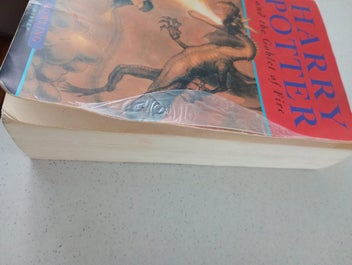 HARRY
POTTER
and the Goblet of Fire